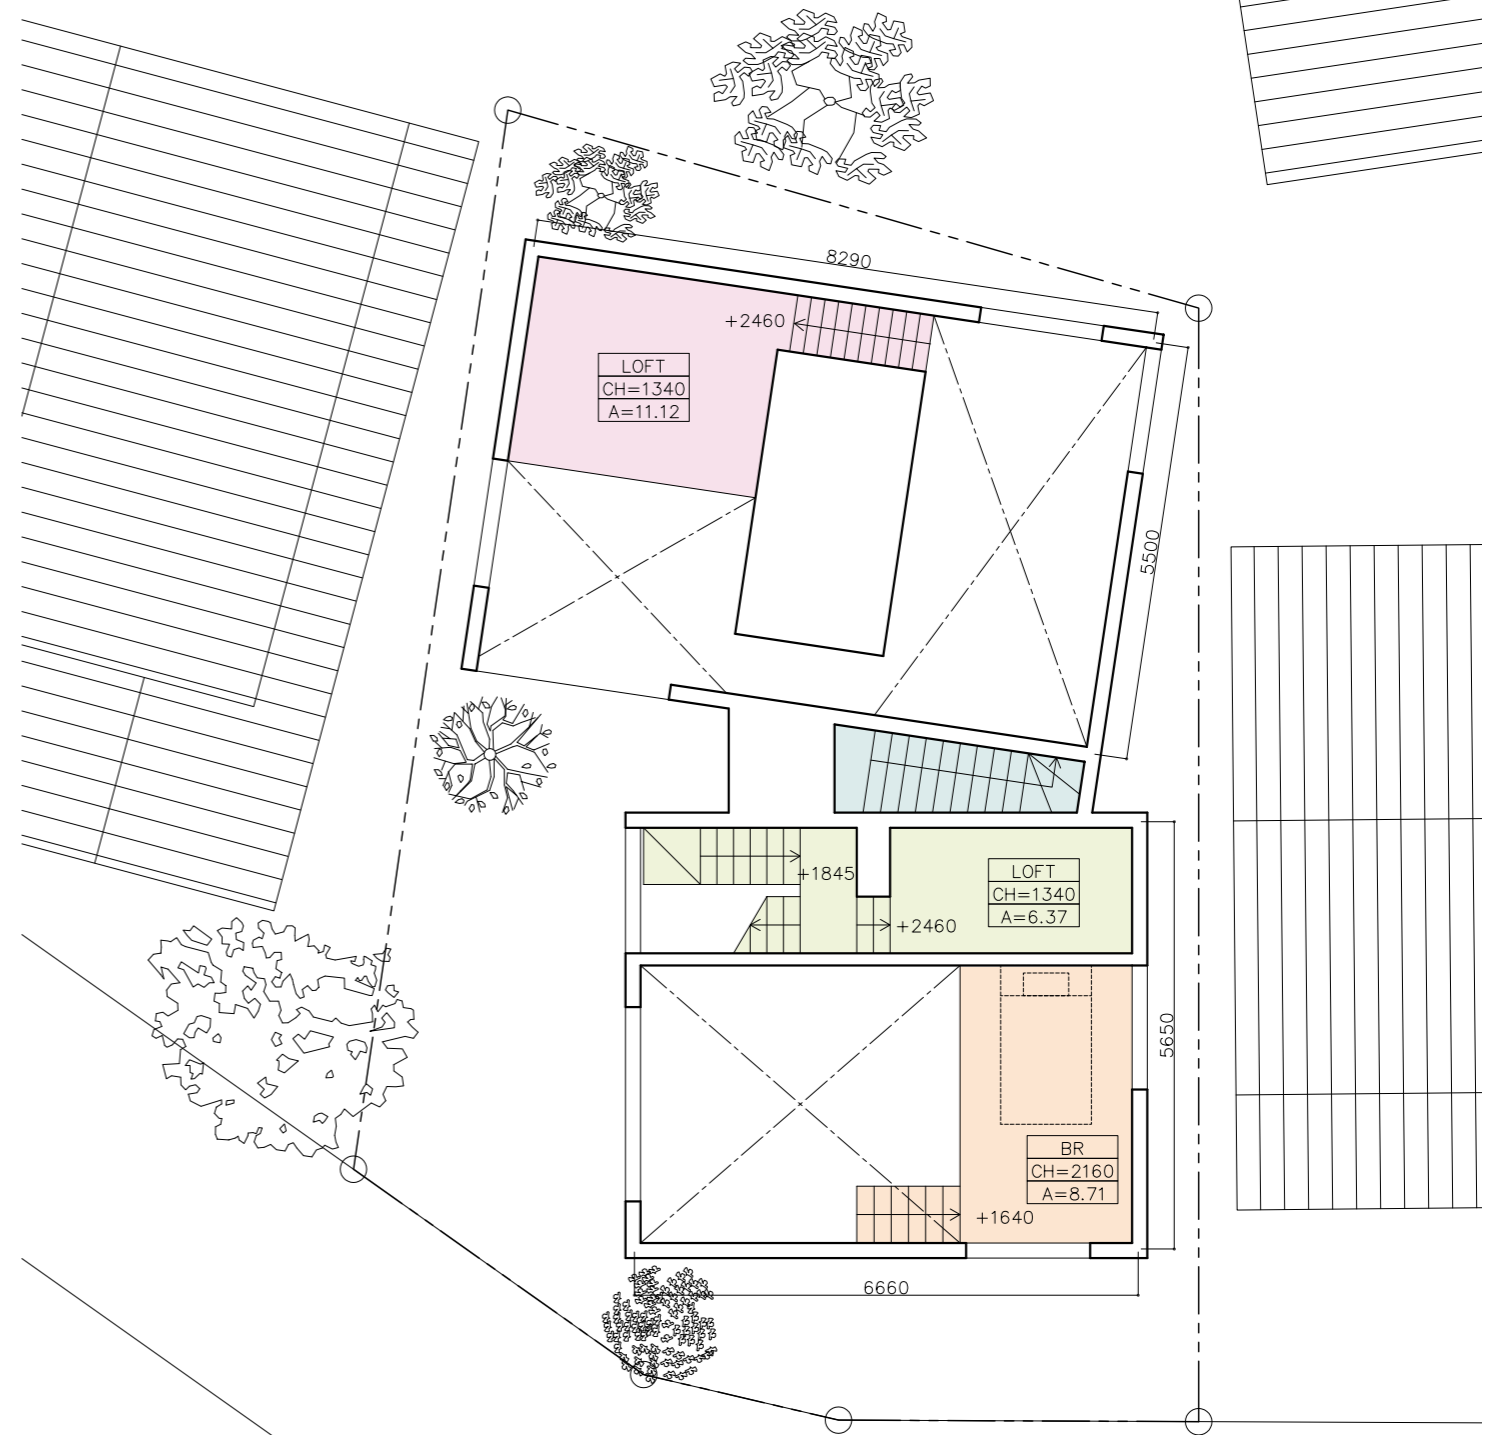 8290
+2460
LOFT
CH=1340
A=11.12
5500
+1845
LOFT
CH=1340
A=6.37
+2460
5650
BR
CH=2160
A=8.71
+1640
6660